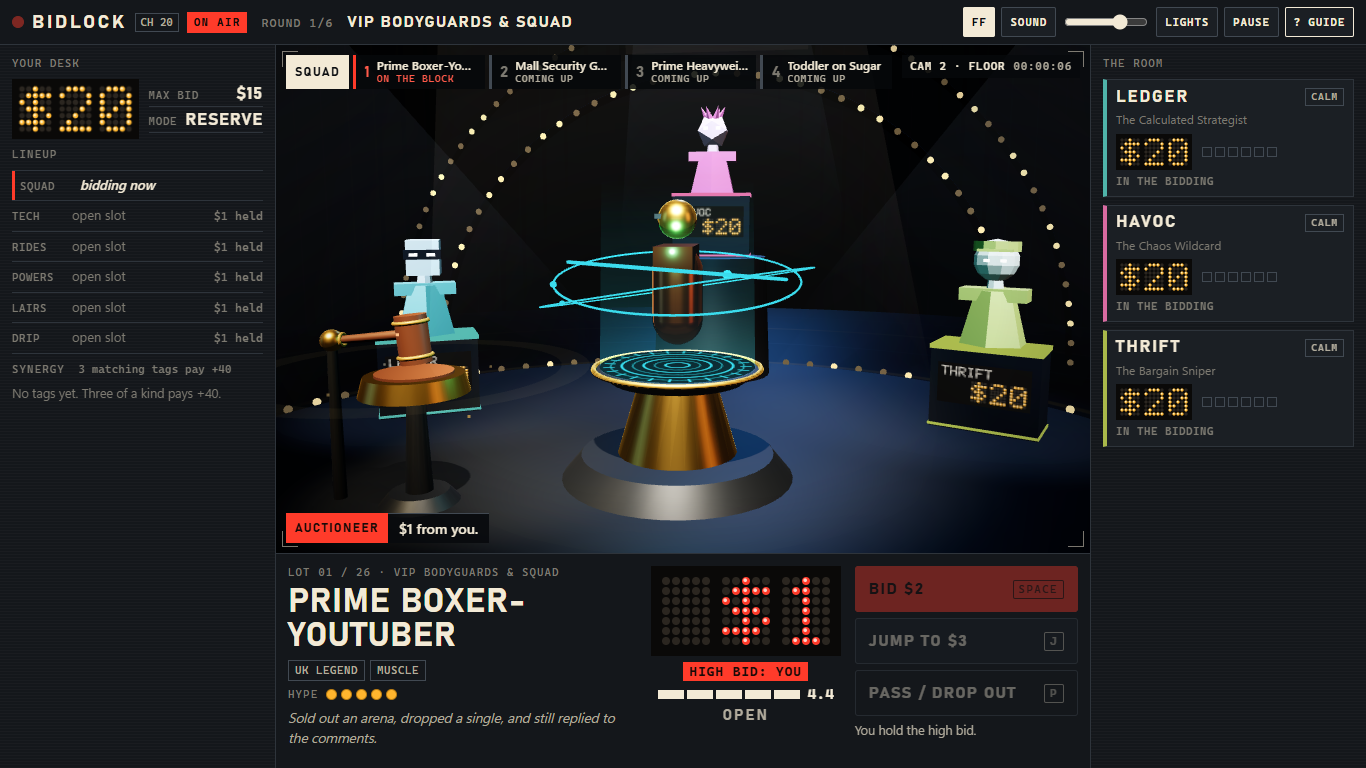 BIDLOCK CH 20 ON AIR ROUND 1/6 VIP BODYGUARDS & SQUAD FF SOUND LIGHTS PAUSE ? GUIDE
YOUR DESK
$20
MAX BID $15
MODE RESERVE
LINEUP
SQUAD bidding now
TECH open slot $1 held
RIDES open slot $1 held
POWERS open slot $1 held
LAIRS open slot $1 held
DRIP open slot $1 held
SYNERGY 3 matching tags pay +40
No tags yet. Three of a kind pays +40.
SQUAD
1 Prime Boxer-Yo...
ON THE BLOCK
2 Mall Security G...
COMING UP
3 Prime Heavywei...
COMING UP
4 Toddler on Sugar
COMING UP
CAM 2 · FLOOR 00:00:06
$20
THRIFT
$20
AUCTIONEER $1 from you.
LOT 01 / 26 · VIP BODYGUARDS & SQUAD
PRIME BOXER-
YOUTUBER
UK LEGEND MUSCLE
HYPE
Sold out an arena, dropped a single, and still replied to
the comments.
$1
HIGH BID: YOU
4.4
OPEN
BID $2 SPACE
JUMP TO $3 J
PASS / DROP OUT P
You hold the high bid.
THE ROOM
LEDGER CALM
The Calculated Strategist
$20
IN THE BIDDING
HAVOC CALM
The Chaos Wildcard
$20
IN THE BIDDING
THRIFT CALM
The Bargain Sniper
$20
IN THE BIDDING